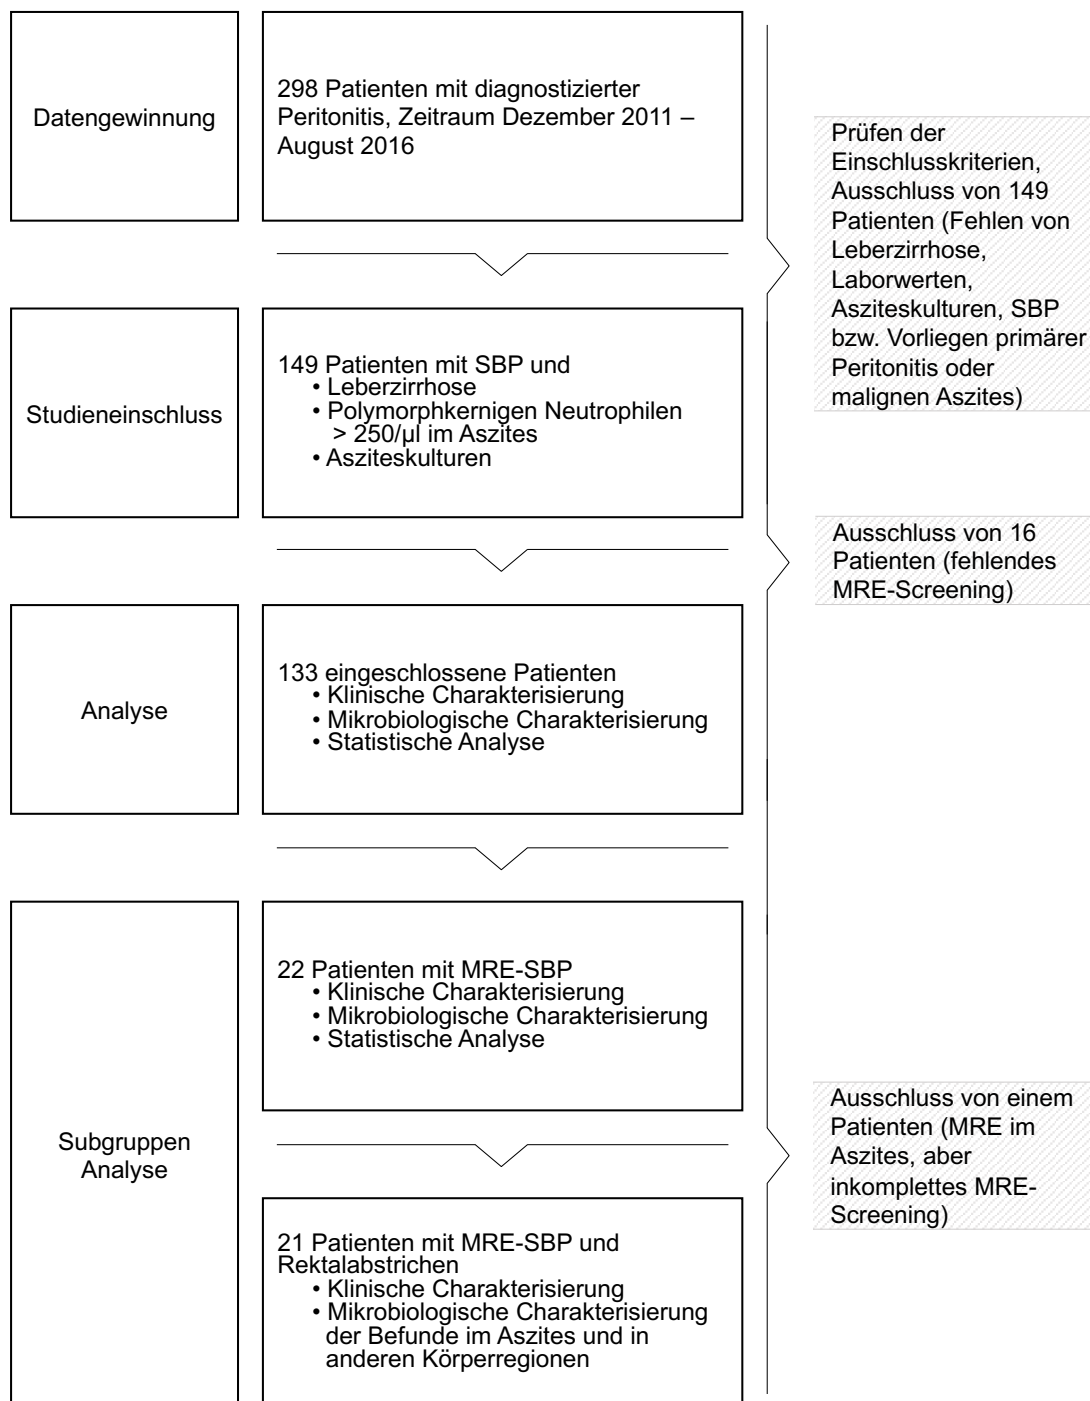 Datengewinnung
298 Patienten mit diagnostizierter
Peritonitis, Zeitraum Dezember 2011 –
August 2016
Prüfen der
Einschlusskriterien,
Ausschluss von 149
Patienten (Fehlen von
Leberzirrhose,
Laborwerten,
Asziteskulturen, SBP
bzw. Vorliegen primärer
Peritonitis oder
malignen Aszites)
Studieneinschluss
149 Patienten mit SBP und
• Leberzirrhose
• Polymorphkernigen Neutrophilen
> 250/µl im Aszites
• Asziteskulturen
Ausschluss von 16
Patienten (fehlendes
MRE-Screening)
Analyse
133 eingeschlossene Patienten
• Klinische Charakterisierung
• Mikrobiologische Charakterisierung
• Statistische Analyse
Subgruppen
Analyse
22 Patienten mit MRE-SBP
• Klinische Charakterisierung
• Mikrobiologische Charakterisierung
• Statistische Analyse
Ausschluss von einem
Patienten (MRE im
Aszites, aber
inkomplettes MRE-
Screening)
21 Patienten mit MRE-SBP und
Rektalabstrichen
• Klinische Charakterisierung
• Mikrobiologische Charakterisierung
der Befunde im Aszites und in
anderen Körperregionen